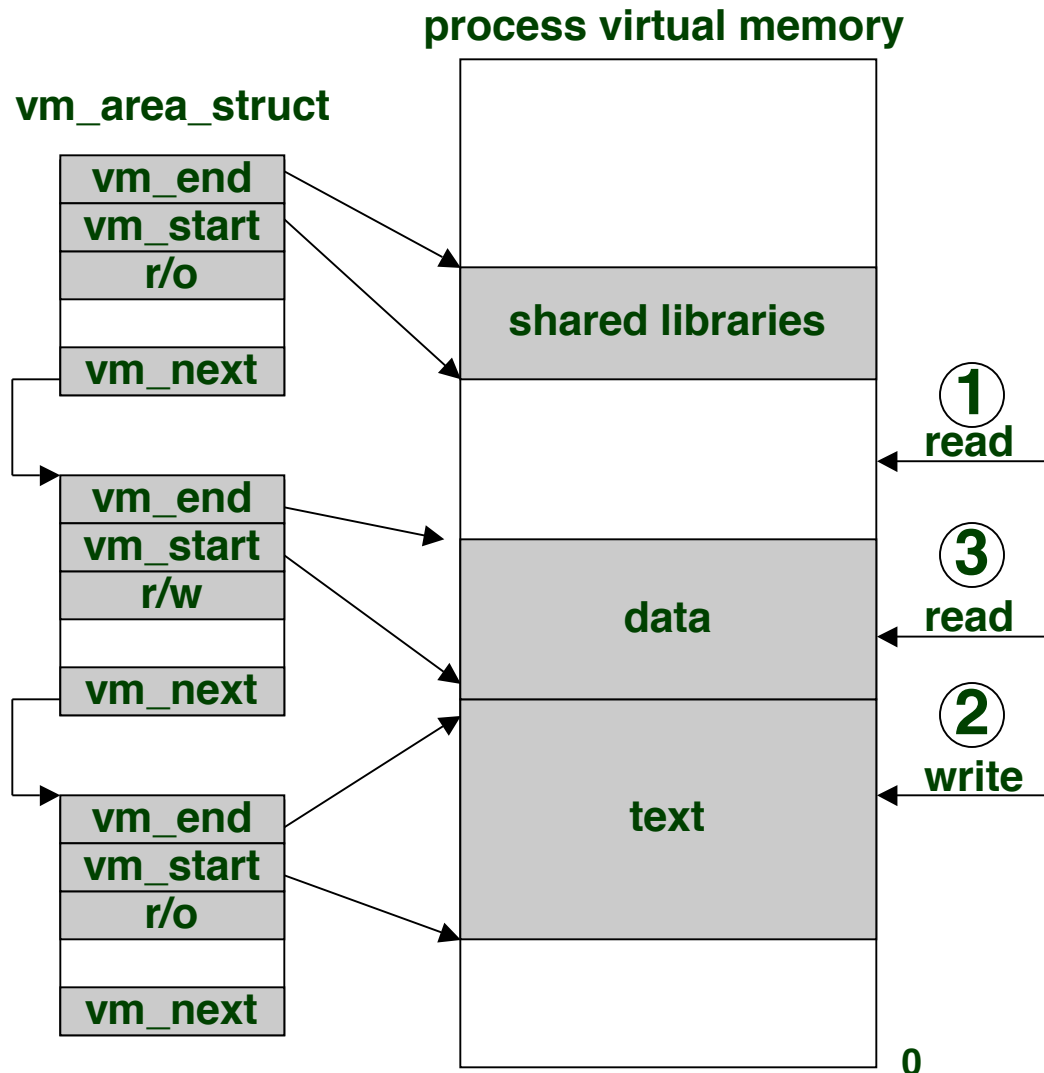 process virtual memory
vm_area_struct
vm_end
vm_start
r/o
vm_next
vm_end
vm_start
r/w
vm_next
vm_end
vm_start
r/o
vm_next
shared libraries
data
text
1
read
3
read
2
write
0